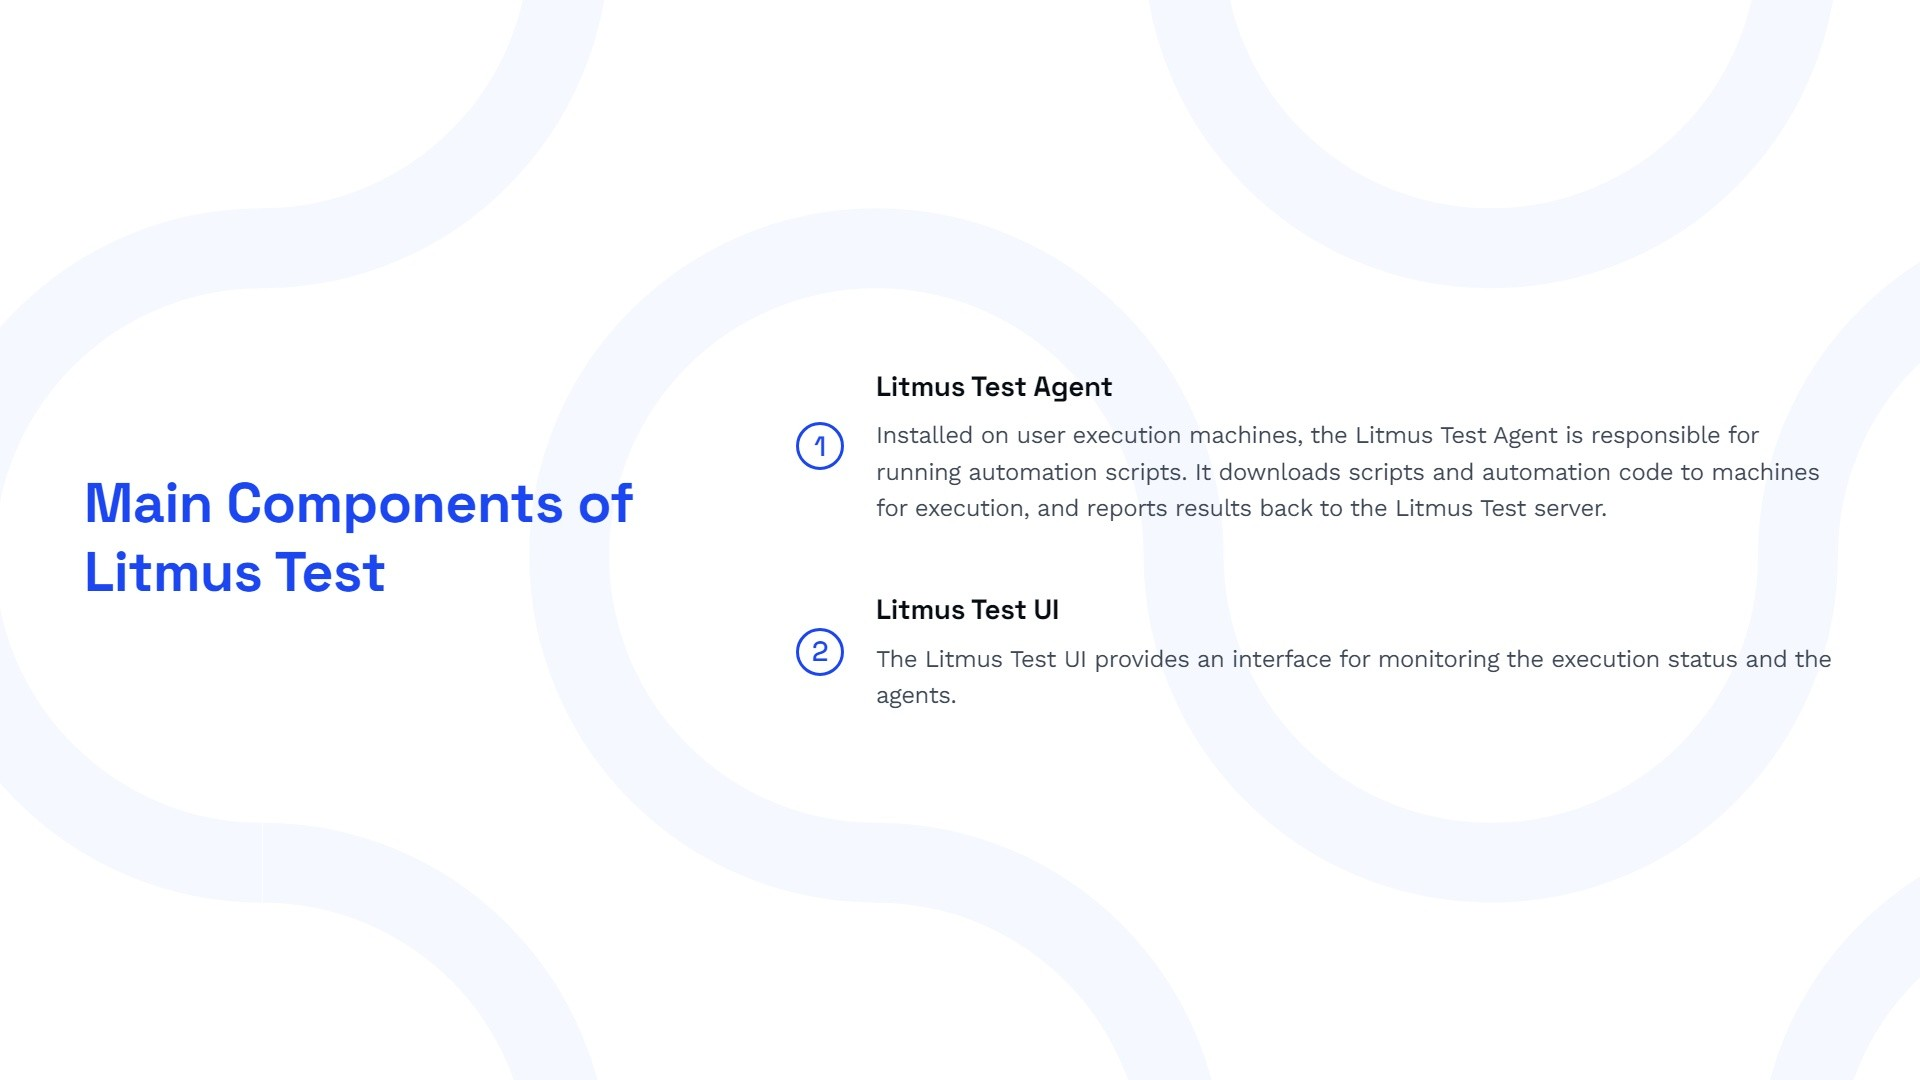 Main Components of
Litmus Test
1
Litmus Test Agent
Installed on user execution machines, the Litmus Test Agent is responsible for
running automation scripts. It downloads scripts and automation code to machines
for execution, and reports results back to the Litmus Test server.
2
Litmus Test UI
The Litmus Test UI provides an interface for monitoring the execution status and the
agents.